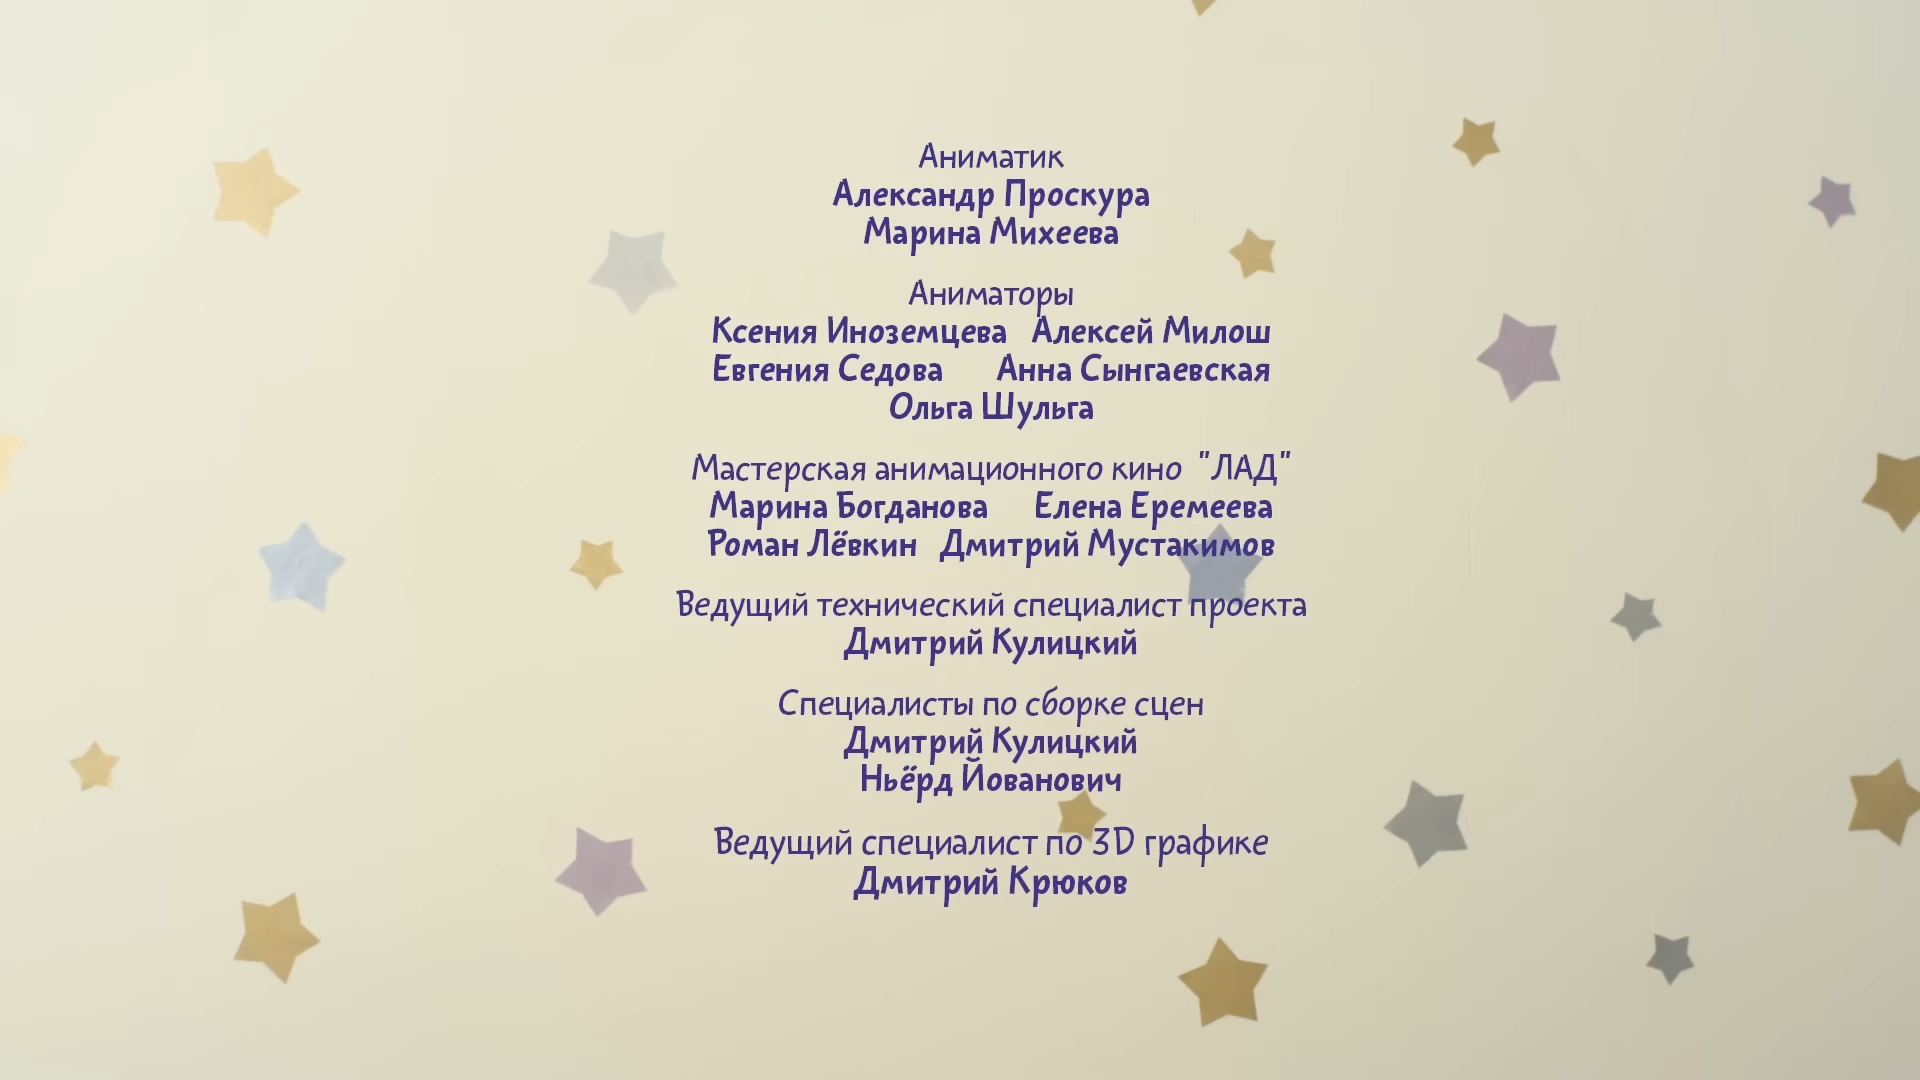 Аниматик
Александр Проскура
Марина Михеева
Аниматоры
Ксения Иноземцева Алексей Милош
Евгения Седова Анна Сынгаевская
Ольга Шульга
Мастерская анимационного кино "ЛАД"
Марина Богданова Елена Еремеева
Роман Лёвкин Дмитрий Мустакимов
Ведущий технический специалист проекта
Дмитрий Кулицкий
Специалисты по сборке сцен
Дмитрий Кулицкий
Ньёрд Йованович
Ведущий специалист по 3D графике
Дмитрий Крюков